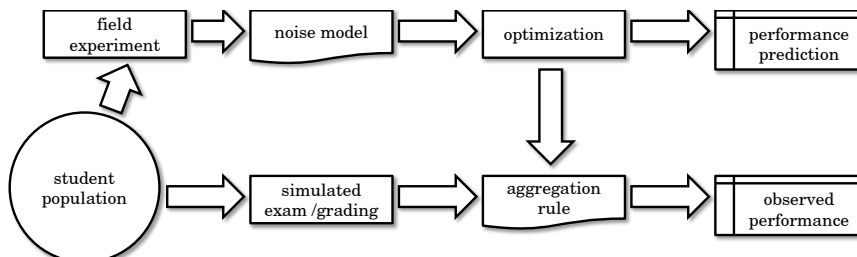 field
experiment
noise model
optimization
performance
prediction
student
population
simulated
exam /grading
aggregation
rule
observed
performance